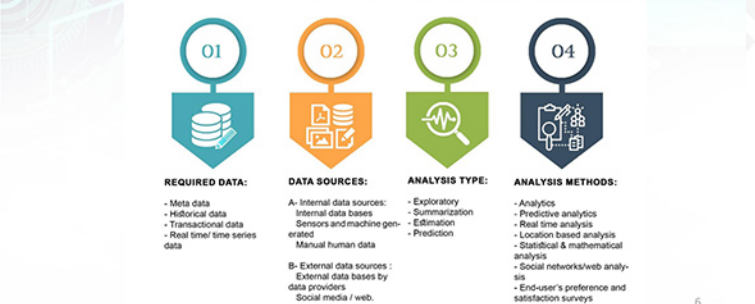 01
02
03
04
REQUIRED DATA:
- Meta data
- Historical data
- Transactional data
- Real time/ time series
data
DATA SOURCES:
A- Internal data sources:
Internal data bases
Sensors and machine gen-
erated
Manual human data
B- External data sources :
External data bases by
data providers
Social media / web.
ANALYSIS TYPE:
- Exploratory
- Summarization
- Estimation
- Prediction
ANALYSIS METHODS:
- Analytics
- Predictive analytics
- Real time analysis
- Location based analysis
- Statistical & mathematical
analysis
- Social networks/web analy-
sis
- End-user's preference and
satisfaction surveys
6